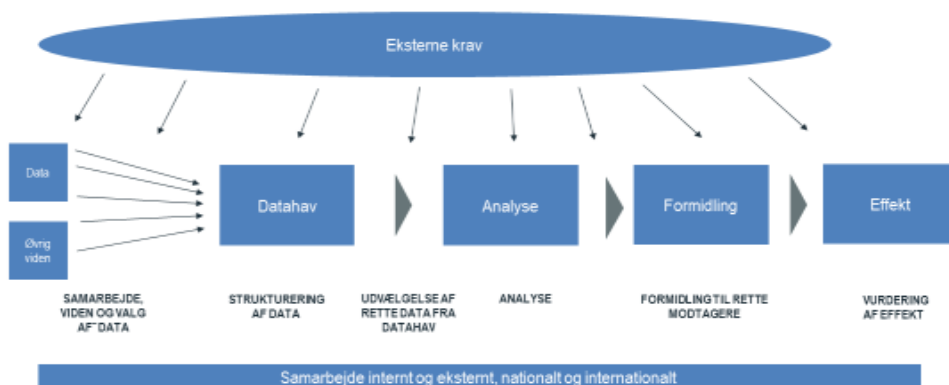 Eksterne krav
Data
Øvrig
viden
Datahav
Analyse
Formidling
Effekt
SAMARBEJDE,
VIDEN OG VALG
AF DATA
STRUKTURERING
AF DATA
UDVÆLGELSE AF
RETTE DATA FRA
DATAHAV
ANALYSE
FORMIDLING TIL RETTE
MODTAGERE
VURDERING
AF EFFEKT
Samarbejde internt og eksternt, nationalt og internationalt